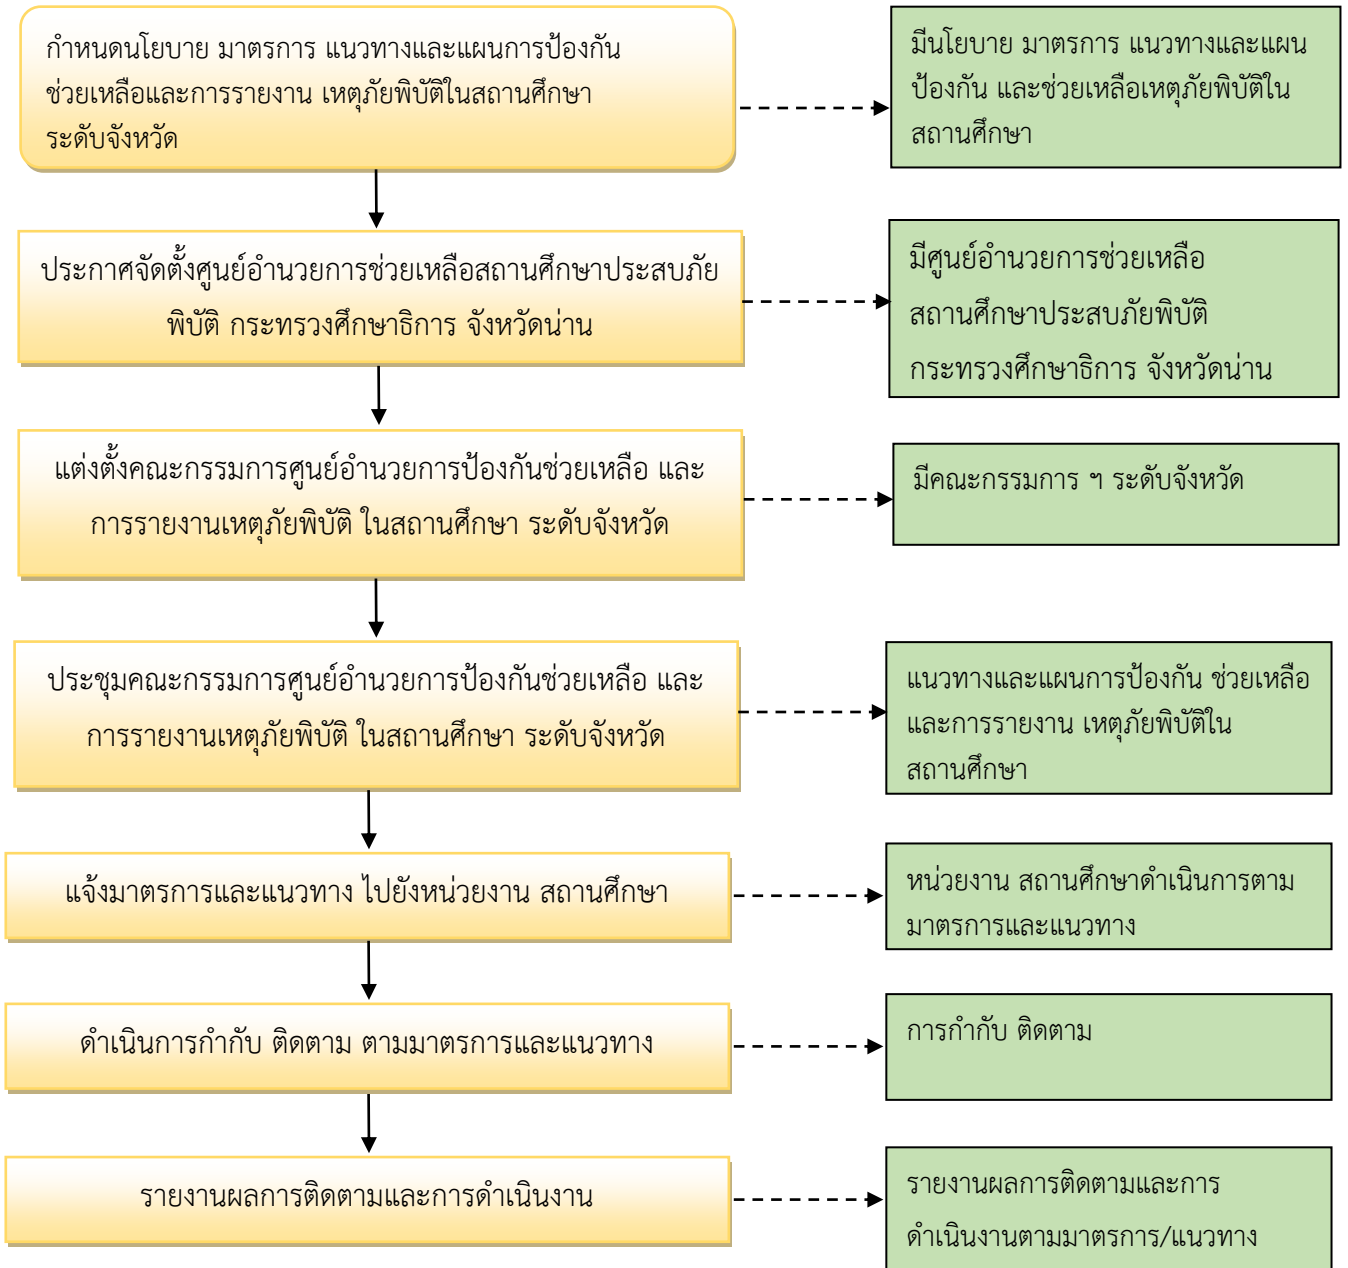 กำหนดนโยบาย มาตรการ แนวทางและแผนการป้องกัน
ช่วยเหลือและการรายงาน เหตุภัยพิบัติในสถานศึกษา
ระดับจังหวัด
มีนโยบาย มาตรการ แนวทางและแผน
ป้องกัน และช่วยเหลือเหตุภัยพิบัติใน
สถานศึกษา
ประกาศจัดตั้งศูนย์อำนวยการช่วยเหลือสถานศึกษาประสบภัย
พิบัติ กระทรวงศึกษาธิการ จังหวัดน่าน
มีศูนย์อำนวยการช่วยเหลือ
สถานศึกษาประสบภัยพิบัติ
กระทรวงศึกษาธิการ จังหวัดน่าน
แต่งตั้งคณะกรรมการศูนย์อำนวยการป้องกันช่วยเหลือ และ
การรายงานเหตุภัยพิบัติ ในสถานศึกษา ระดับจังหวัด
มีคณะกรรมการ ฯ ระดับจังหวัด
ประชุมคณะกรรมการศูนย์อำนวยการป้องกันช่วยเหลือ และ
การรายงานเหตุภัยพิบัติ ในสถานศึกษา ระดับจังหวัด
แนวทางและแผนการป้องกัน ช่วยเหลือ
และการรายงาน เหตุภัยพิบัติใน
สถานศึกษา
แจ้งมาตรการและแนวทาง ไปยังหน่วยงาน สถานศึกษา
หน่วยงาน สถานศึกษาดำเนินการตาม
มาตรการและแนวทาง
ดำเนินการกำกับ ติดตาม ตามมาตรการและแนวทาง
การกำกับ ติดตาม
รายงานผลการติดตามและการดำเนินงาน
รายงานผลการติดตามและการ
ดำเนินงานตามมาตรการ/แนวทาง